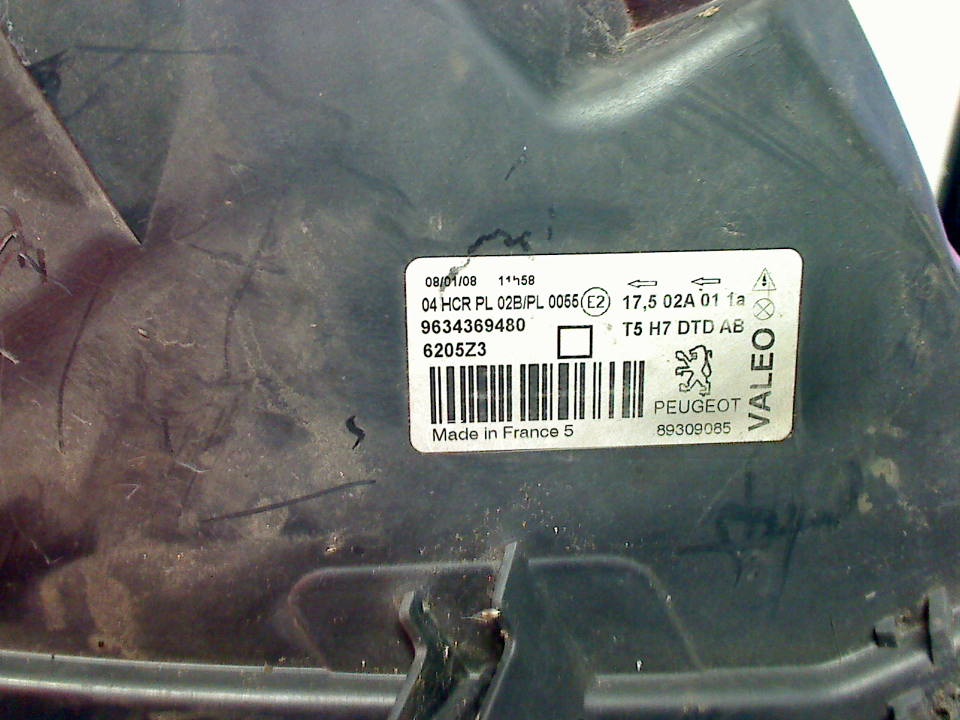 08/01/08 11h58
04 HCR PL 02B/PL 0055 E2 17,5 02A 01 1a
9634369480 T5 H7 DTD AB
6205Z3
VALEO
PEUGEOT
Made in France 5 89309085